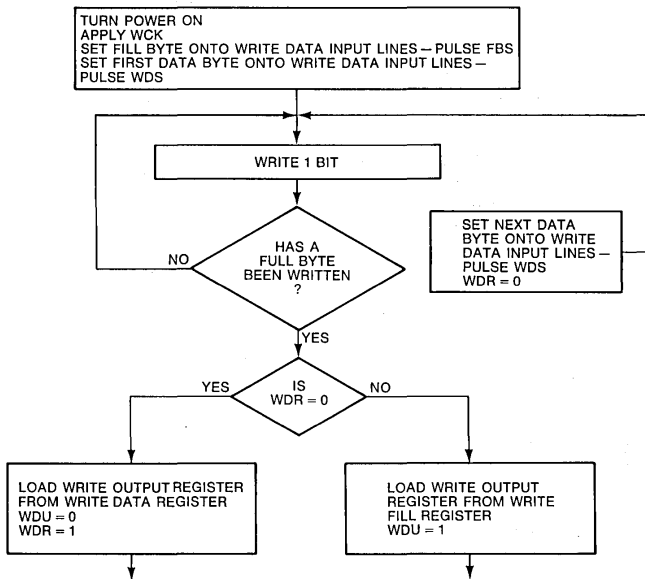 TURN POWER ON
APPLY WCK
SET FILL BYTE ONTO WRITE DATA INPUT LINES – PULSE FBS
SET FIRST DATA BYTE ONTO WRITE DATA INPUT LINES –
PULSE WDS
WRITE 1 BIT
HAS A
FULL BYTE
BEEN WRITTEN
?
NO
YES
SET NEXT DATA
BYTE ONTO WRITE
DATA INPUT LINES –
PULSE WDS
WDR = 0
IS
WDR = 0
YES
NO
LOAD WRITE OUTPUT REGISTER
FROM WRITE DATA REGISTER
WDU = 0
WDR = 1
LOAD WRITE OUTPUT
REGISTER FROM WRITE
FILL REGISTER
WDU = 1